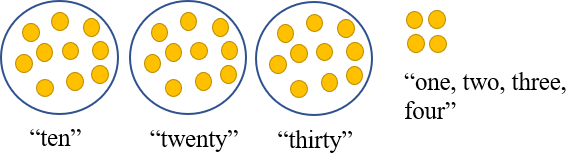 “ten” “twenty” “thirty”
“one, two, three,
four”